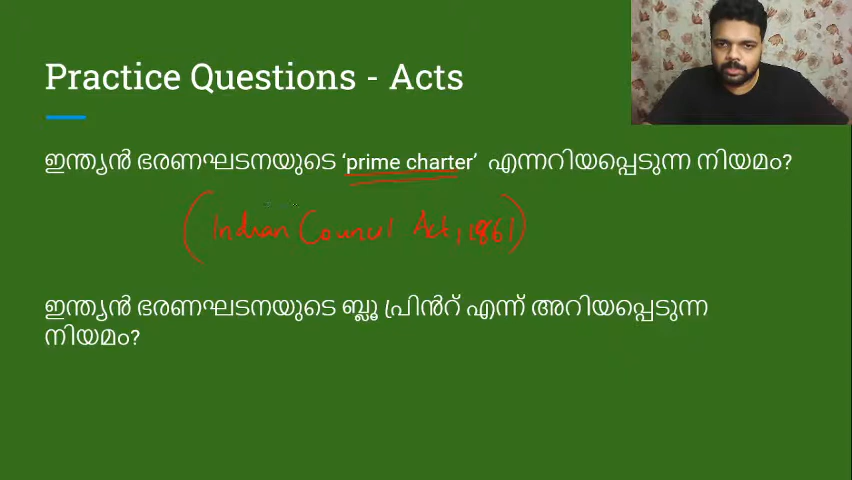 Practice Questions - Acts
ഇന്ത്യൻ ഭരണഘടനയുടെ ‘prime charter’ എന്നറിയപ്പെടുന്ന നിയമം?
(Indian Council Act, 1861)
ഇന്ത്യൻ ഭരണഘടനയുടെ ബ്ലൂ പ്രിൻറ് എന്ന് അറിയപ്പെടുന്ന
നിയമം?